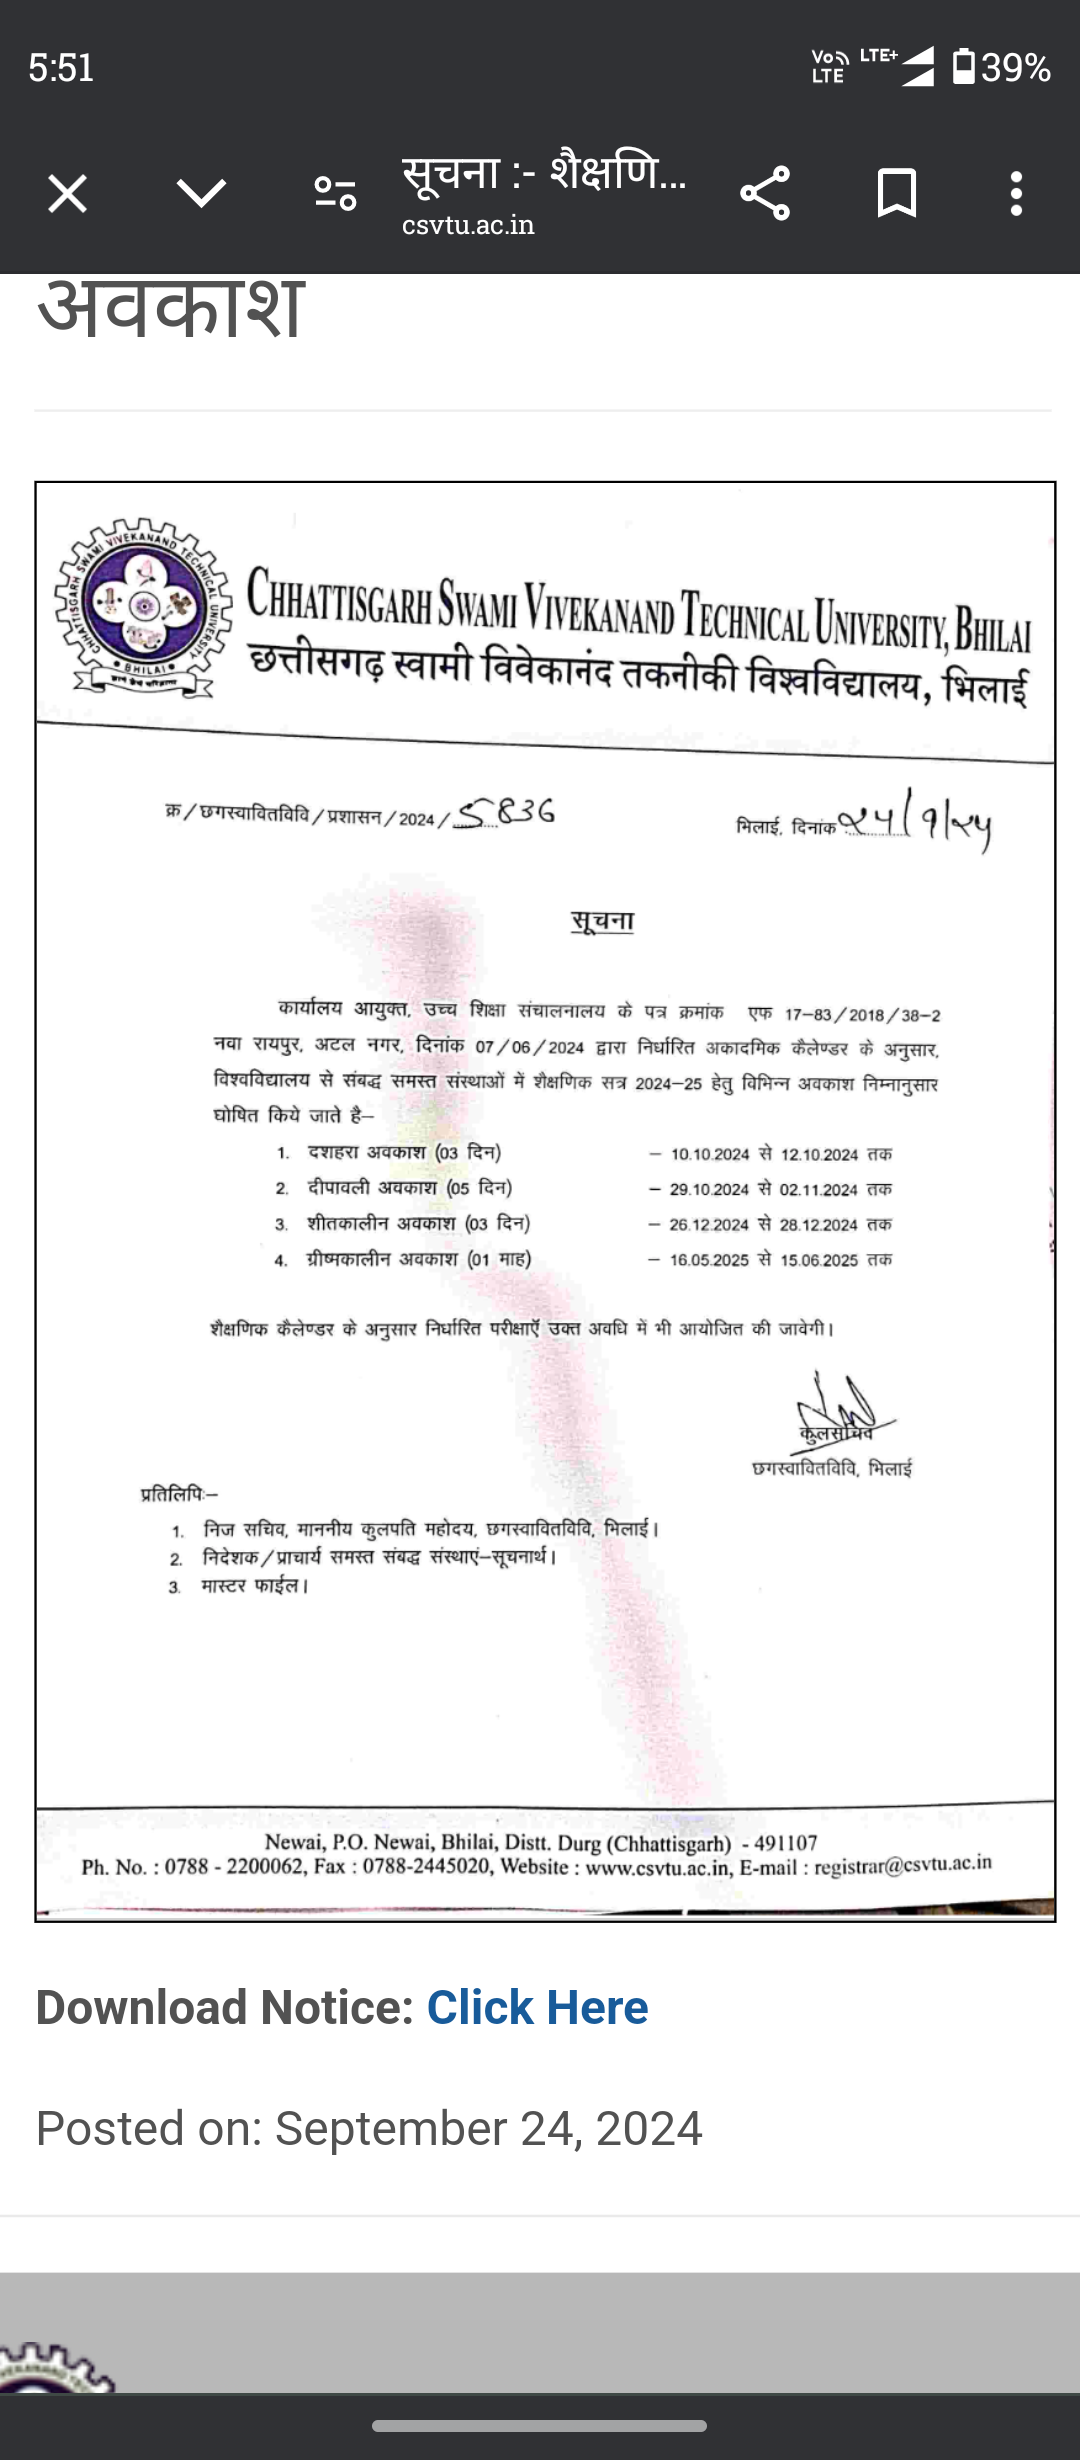 5:51
Vo LTE LTE+ 39%
सूचना :- शैक्षणि...
csvtu.ac.in
अवकाश
CHHATTISGARH SWAMI VIVEKANAND TECHNICAL UNIVERSITY
BHILAI
CHHATTISGARH SWAMI VIVEKANAND TECHNICAL UNIVERSITY, BHILAI
छत्तीसगढ़ स्वामी विवेकानंद तकनीकी विश्वविद्यालय, भिलाई
क्र/छगस्वावितविवि/प्रशासन/2024/5836
भिलाई, दिनांक २४/९/२४
सूचना
कार्यालय आयुक्त, उच्च शिक्षा संचालनालय के पत्र क्रमांक एफ 17-83/2018/38-2
नवा रायपुर, अटल नगर, दिनांक 07/06/2024 द्वारा निर्धारित अकादमिक कैलेण्डर के अनुसार,
विश्वविद्यालय से संबद्ध समस्त संस्थाओं में शैक्षणिक सत्र 2024-25 हेतु विभिन्न अवकाश निम्नानुसार
घोषित किये जाते है–
1. दशहरा अवकाश (03 दिन) – 10.10.2024 से 12.10.2024 तक
2. दीपावली अवकाश (05 दिन) – 29.10.2024 से 02.11.2024 तक
3. शीतकालीन अवकाश (03 दिन) – 26.12.2024 से 28.12.2024 तक
4. ग्रीष्मकालीन अवकाश (01 माह) – 16.05.2025 से 15.06.2025 तक
शैक्षणिक कैलेण्डर के अनुसार निर्धारित परीक्षाऍ उक्त अवधि में भी आयोजित की जावेगी।
कुलसचिव
छगस्वावितविवि, भिलाई
प्रतिलिपिः–
1. निज सचिव, माननीय कुलपति महोदय, छगस्वावितविवि, भिलाई।
2. निदेशक/प्राचार्य समस्त संबद्ध संस्थाएं–सूचनार्थ।
3. मास्टर फाईल।
Newai, P.O. Newai, Bhilai, Distt. Durg (Chhattisgarh) - 491107
Ph. No. : 0788 - 2200062, Fax : 0788-2445020, Website : www.csvtu.ac.in, E-mail : registrar@csvtu.ac.in
Download Notice: Click Here
Posted on: September 24, 2024